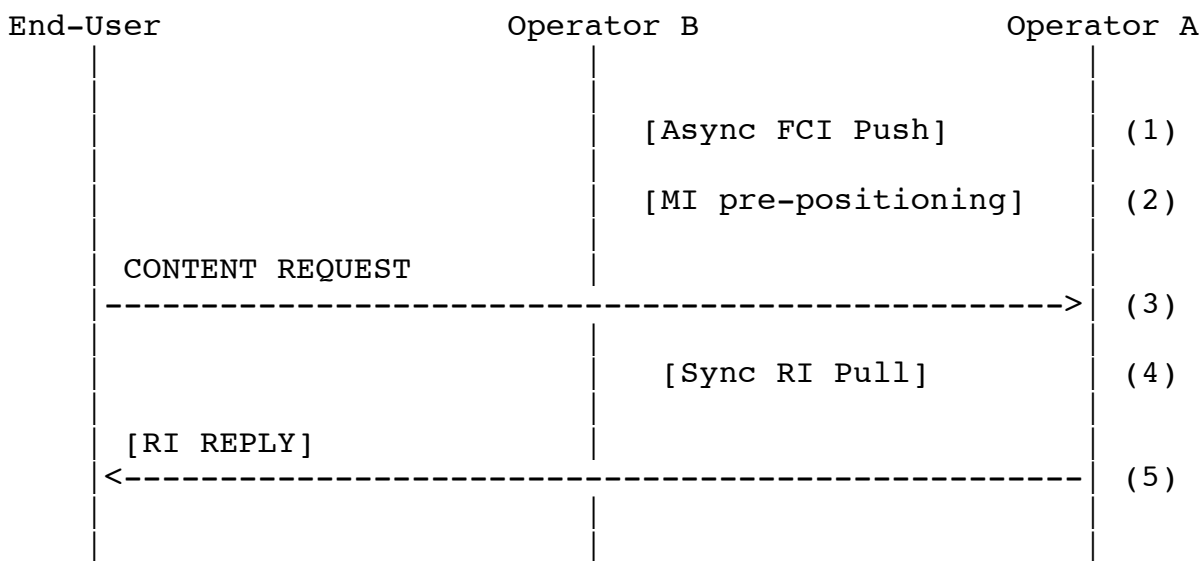 End-User Operator B Operator A
[Async FCI Push] (1)
[MI pre-positioning] (2)
CONTENT REQUEST
(3)
[Sync RI Pull] (4)
[RI REPLY]
(5)